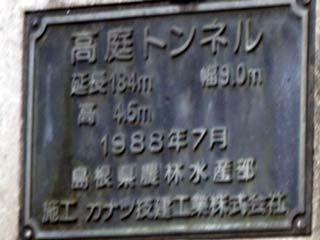 高庭トンネル
延長184m 幅9.0m
高 4.5m
1988年7月
島根県農林水産部
施工 カナツ技建工業株式会社